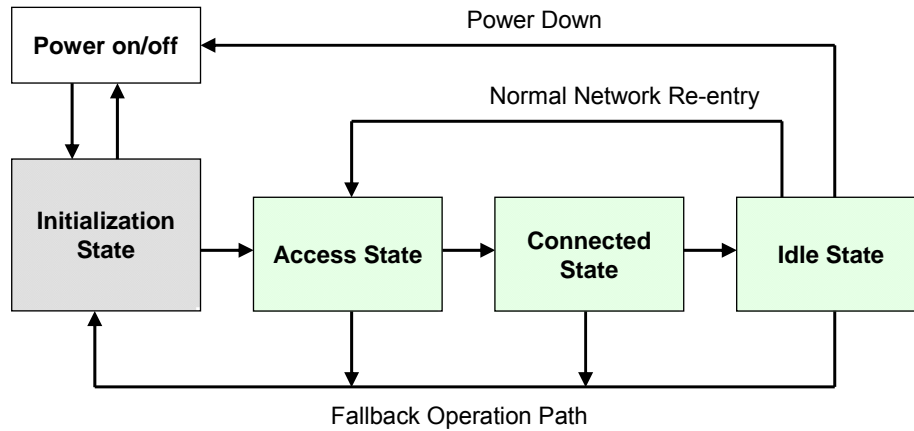 Power Down
Power on/off
Normal Network Re-entry
Initialization
State
Access State
Connected
State
Idle State
Fallback Operation Path